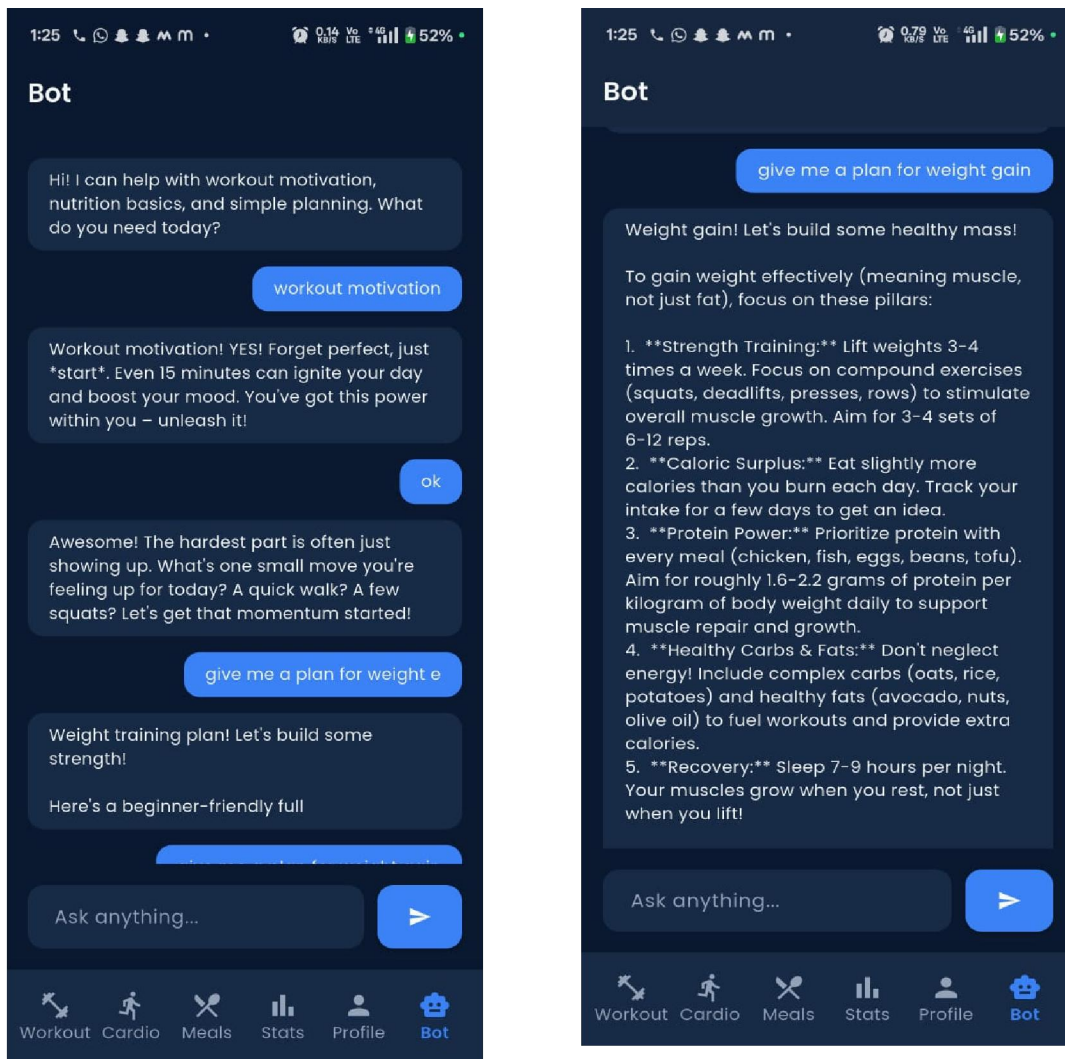 1:25 m
0.14 KB/S Vo LTE 4G 52%
Bot
Hi! I can help with workout motivation,
nutrition basics, and simple planning. What
do you need today?
workout motivation
Workout motivation! YES! Forget perfect, just
*start*. Even 15 minutes can ignite your day
and boost your mood. You've got this power
within you – unleash it!
ok
Awesome! The hardest part is often just
showing up. What's one small move you're
feeling up for today? A quick walk? A few
squats? Let's get that momentum started!
give me a plan for weight e
Weight training plan! Let's build some
strength!
Here's a beginner-friendly full
Ask anything...
Workout Cardio Meals Stats Profile Bot
1:25 m
0.79 KB/S Vo LTE 4G 52%
Bot
give me a plan for weight gain
Weight gain! Let's build some healthy mass!
To gain weight effectively (meaning muscle,
not just fat), focus on these pillars:
1. **Strength Training:** Lift weights 3-4
times a week. Focus on compound exercises
(squats, deadlifts, presses, rows) to stimulate
overall muscle growth. Aim for 3-4 sets of
6-12 reps.
2. **Caloric Surplus:** Eat slightly more
calories than you burn each day. Track your
intake for a few days to get an idea.
3. **Protein Power:** Prioritize protein with
every meal (chicken, fish, eggs, beans, tofu).
Aim for roughly 1.6-2.2 grams of protein per
kilogram of body weight daily to support
muscle repair and growth.
4. **Healthy Carbs & Fats:** Don't neglect
energy! Include complex carbs (oats, rice,
potatoes) and healthy fats (avocado, nuts,
olive oil) to fuel workouts and provide extra
calories.
5. **Recovery:** Sleep 7-9 hours per night.
Your muscles grow when you rest, not just
when you lift!
Ask anything...
Workout Cardio Meals Stats Profile Bot